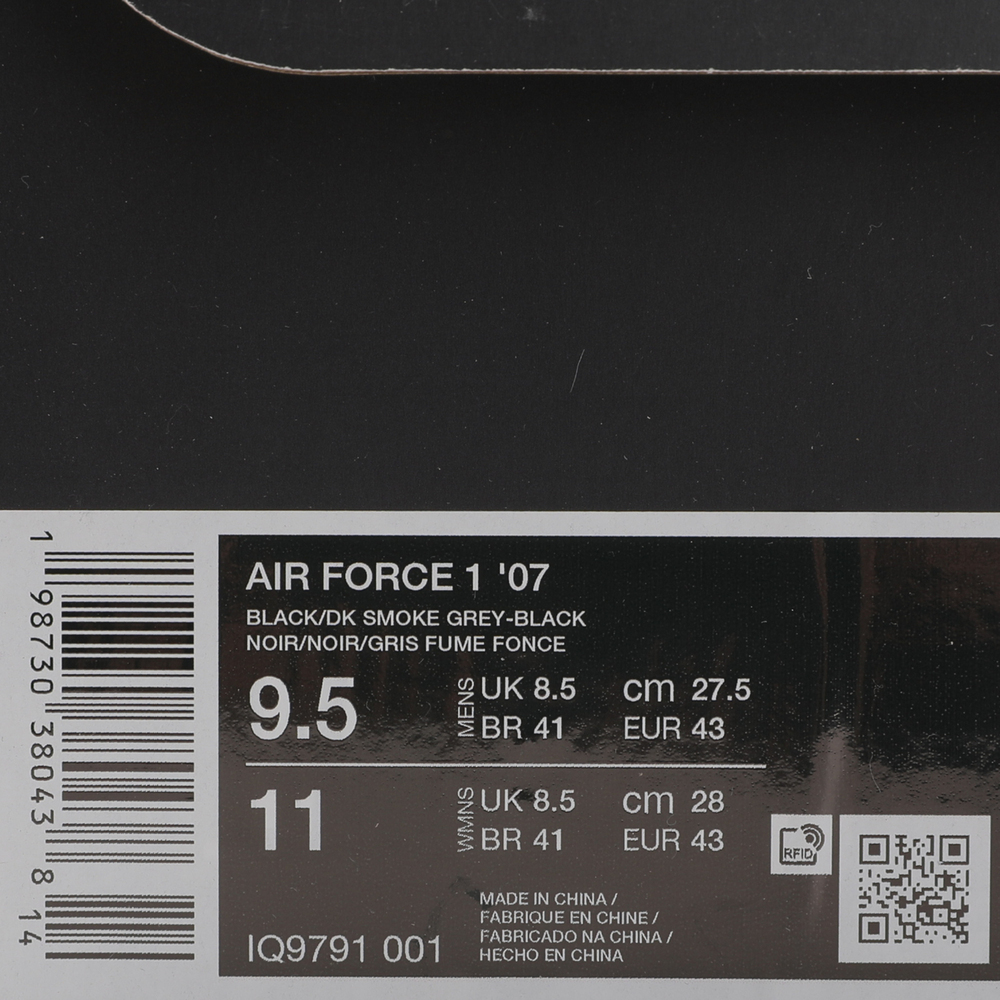 AIR FORCE 1 '07
BLACK/DK SMOKE GREY-BLACK
NOIR/NOIR/GRIS FUME FONCE
9.5
MENS
UK 8.5 cm 27.5
BR 41 EUR 43
11
WMNS
UK 8.5 cm 28
BR 41 EUR 43
RFID
MADE IN CHINA /
FABRIQUE EN CHINE /
FABRICADO NA CHINA /
HECHO EN CHINA
IQ9791 001
1 98730 38043 8 14